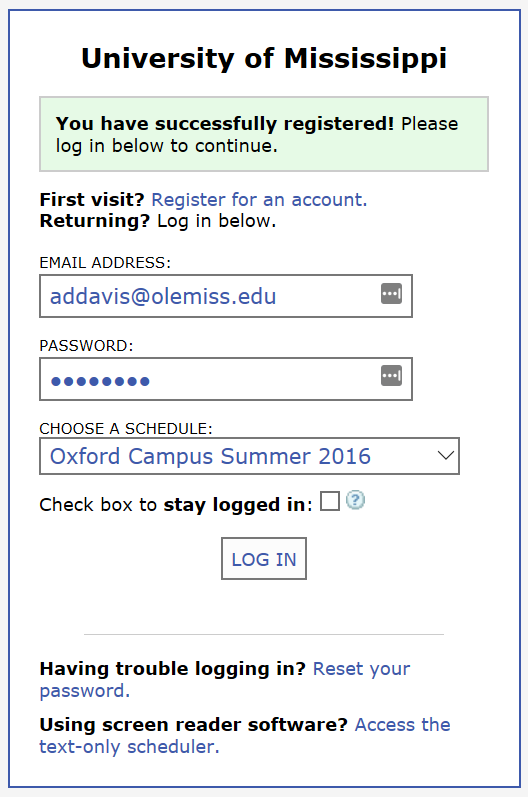 University of Mississippi
You have successfully registered! Please
log in below to continue.
First visit? Register for an account.
Returning? Log in below.
EMAIL ADDRESS:
addavis@olemiss.edu
PASSWORD:
●●●●●●●●
CHOOSE A SCHEDULE:
Oxford Campus Summer 2016
Check box to stay logged in: ?
LOG IN
Having trouble logging in? Reset your
password.
Using screen reader software? Access the
text-only scheduler.